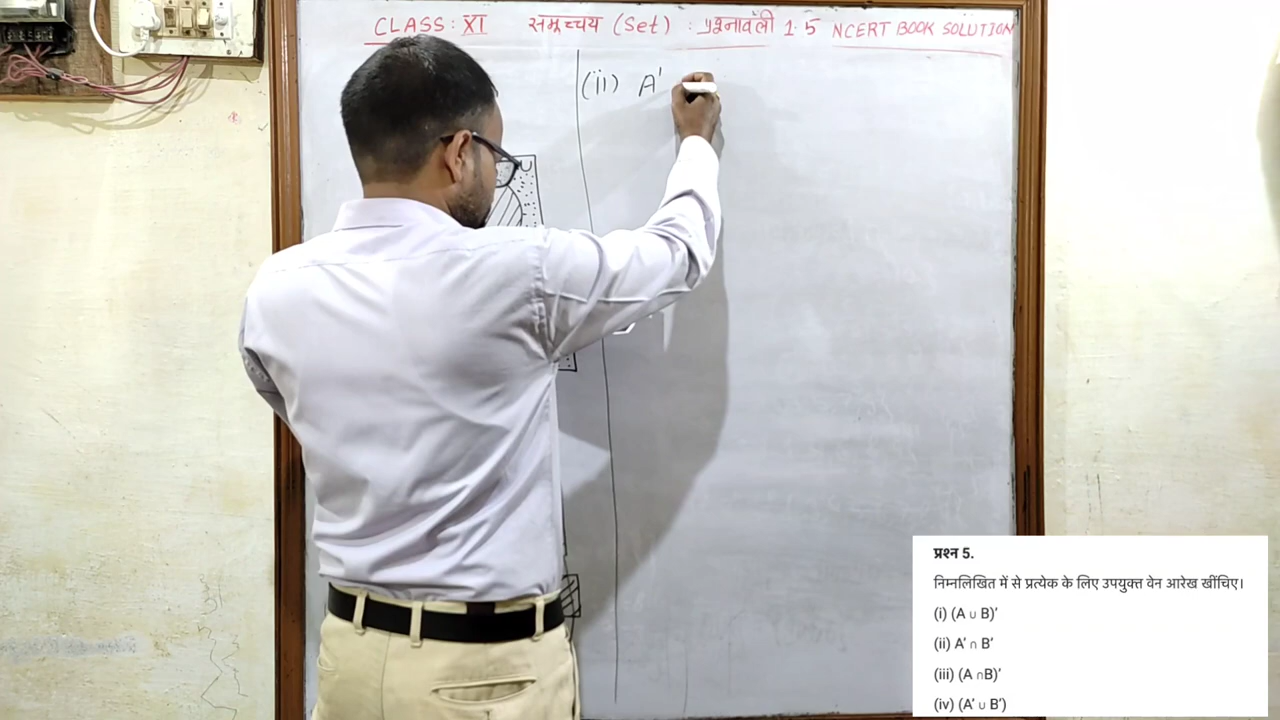 CLASS: XI समूच्चय (Set) : प्रश्नावली 1.5 NCERT BOOK SOLUTION
(ii) A'
U
प्रश्न 5.
निम्नलिखित में से प्रत्येक के लिए उपयुक्त वेन आरेख खींचिए।
(i) (A ∪ B)’
(ii) A’ ∩ B’
(iii) (A ∩B)’
(iv) (A’ ∪ B’)